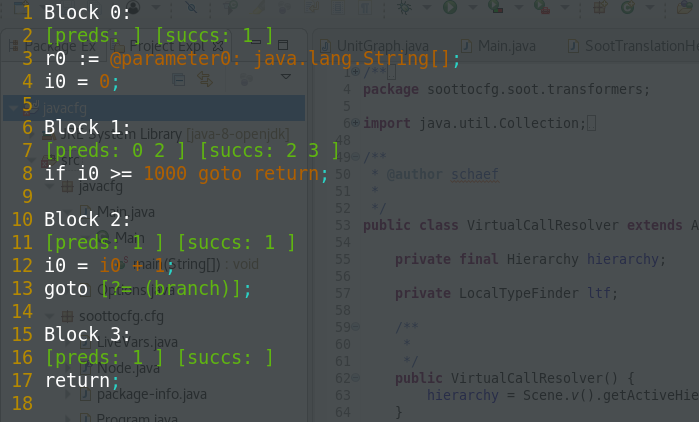 1 Block 0:
2 [preds: ] [succs: 1 ]
3 r0 := @parameter0: java.lang.String[];
4 i0 = 0;
5
6 Block 1:
7 [preds: 0 2 ] [succs: 2 3 ]
8 if i0 >= 1000 goto return;
9
10 Block 2:
11 [preds: 1 ] [succs: 1 ]
12 i0 = i0 + 1;
13 goto [?= (branch)];
14
15 Block 3:
16 [preds: 1 ] [succs: ]
17 return;
18
Package Ex
Project Expl
javacfg
JRE System Library [java-8-openjdk]
src
javacfg
Main.java
Main
main(String[]) : void
soottocfg.cfg
LiveVars.java
Node.java
package-info.java
Program.java
UnitGraph.java
Main.java
SootTranslationHe
1 /**
4 package soottocfg.soot.transformers;
5
6 import java.util.Collection;
48
49 /**
50 * @author schaef
51 *
52 */
53 public class VirtualCallResolver extends A
54
55 private final Hierarchy hierarchy;
56
57 private LocalTypeFinder ltf;
58
59 /**
60 *
61 */
62 public VirtualCallResolver() {
63 hierarchy = Scene.v().getActiveHie
64 }